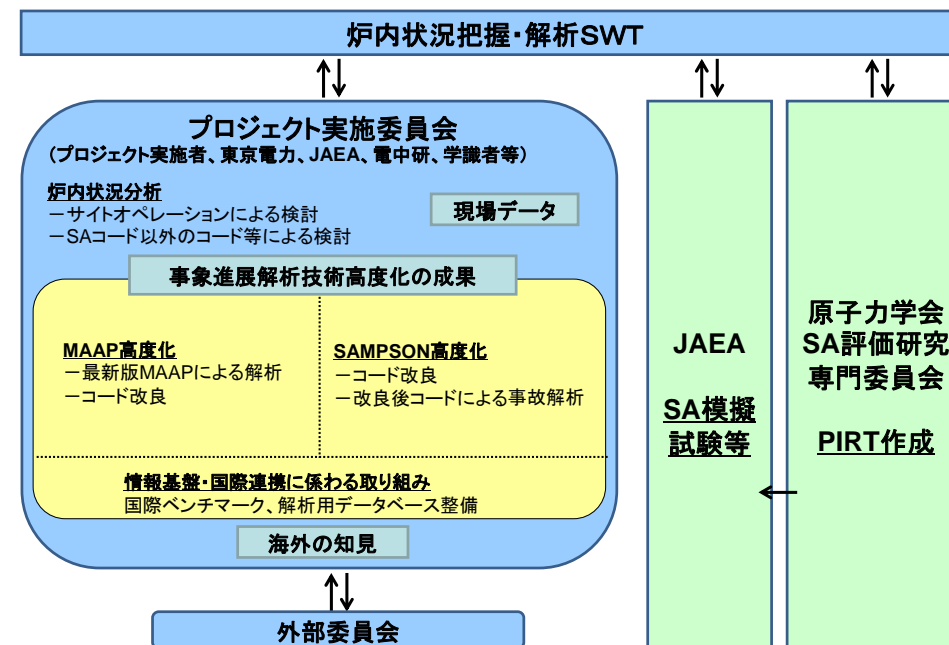 炉内状況把握・解析SWT
プロジェクト実施委員会
(プロジェクト実施者、東京電力、JAEA、電中研、学識者等)
炉内状況分析
－サイトオペレーションによる検討
－SAコード以外のコード等による検討
現場データ
事象進展解析技術高度化の成果
MAAP高度化
－最新版MAAPによる解析
－コード改良
SAMPSON高度化
－コード改良
－改良後コードによる事故解析
情報基盤・国際連携に係わる取り組み
国際ベンチマーク、解析用データベース整備
海外の知見
外部委員会
JAEA
SA模擬
試験等
原子力学会
SA評価研究
専門委員会
PIRT作成